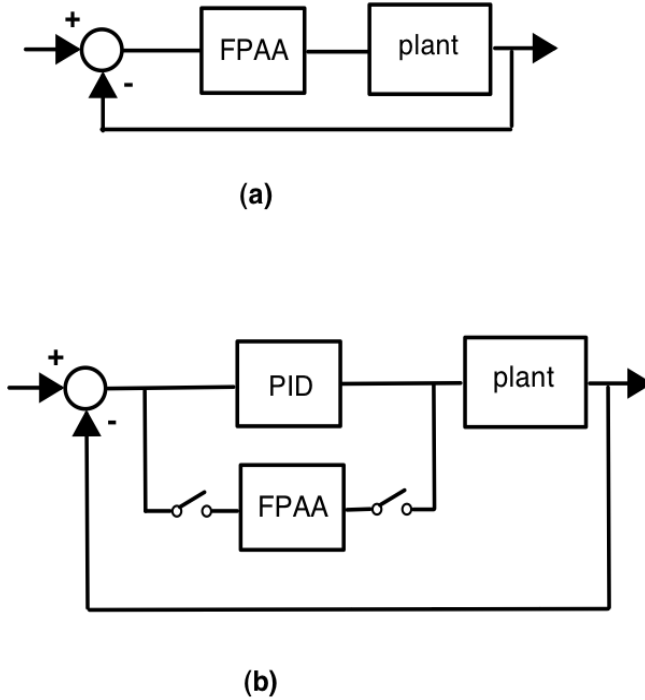 +
FPAA
plant
-
(a)
+
PID
plant
-
FPAA
(b)